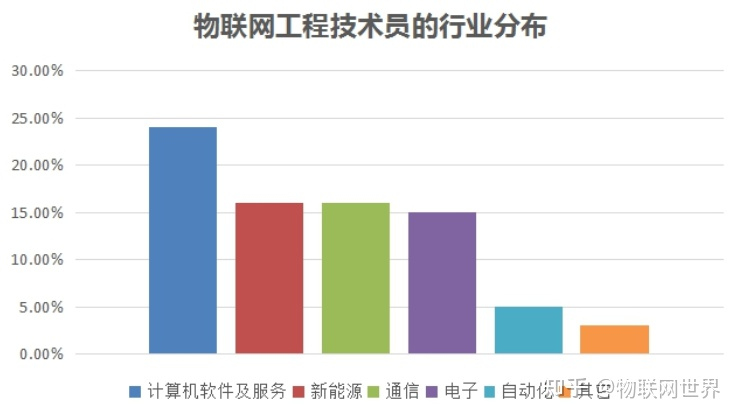 物联网工程技术员的行业分布
30.00%
25.00%
20.00%
15.00%
10.00%
5.00%
0.00%
计算机软件及服务 新能源 通信 电子 自动化 其它
知乎 @物联网世界